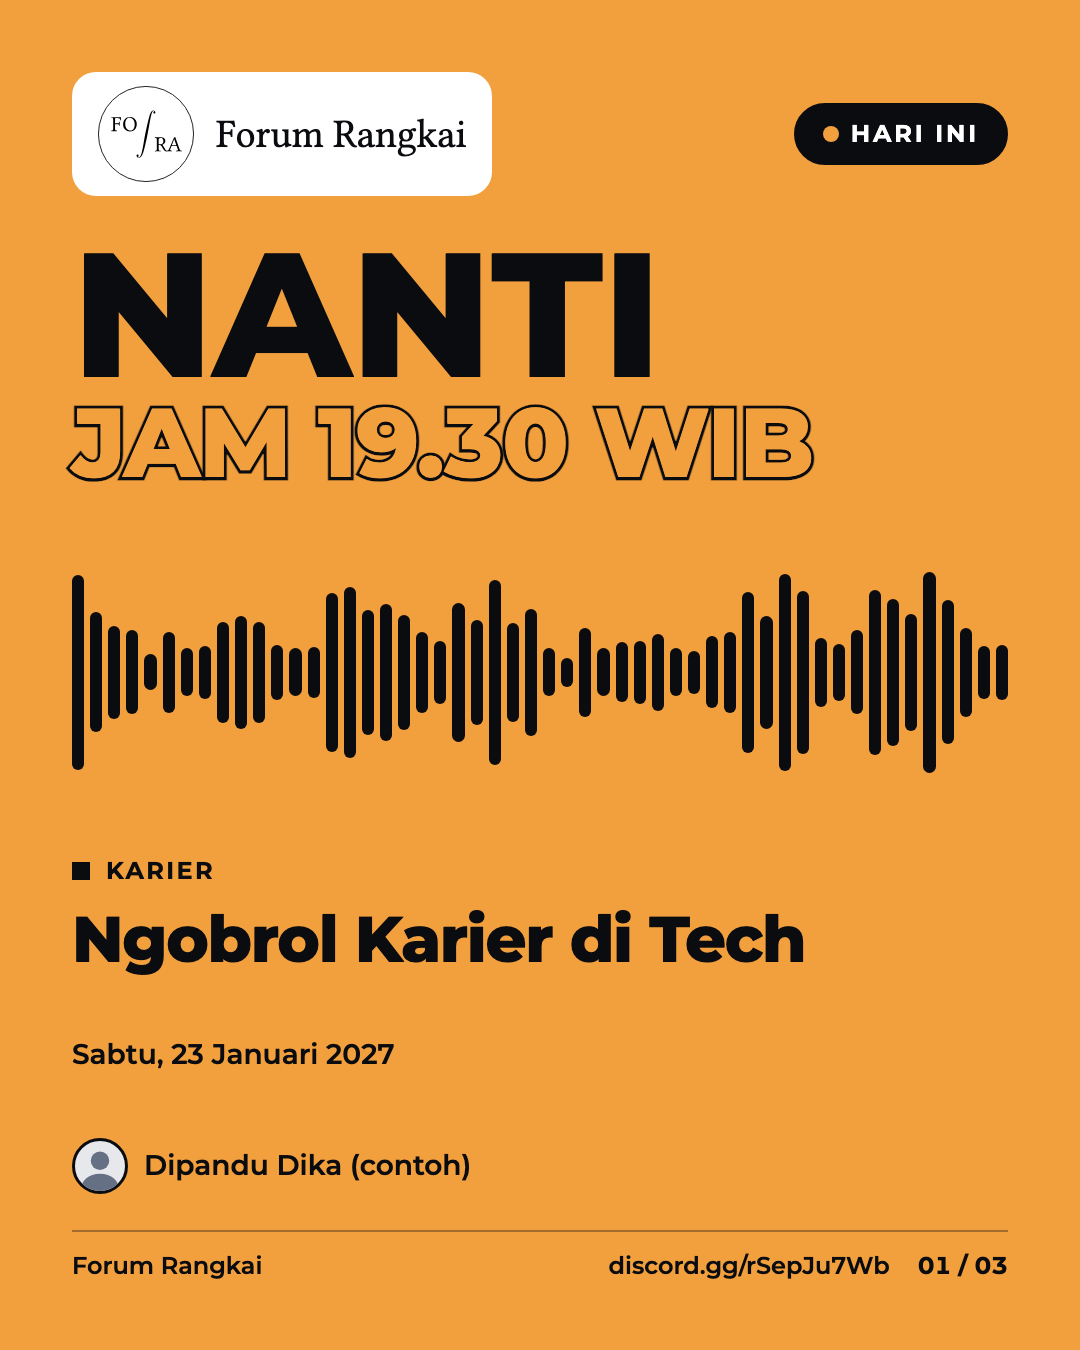 FO
RA
Forum Rangkai
HARI INI
NANTI
JAM 19.30 WIB
KARIER
Ngobrol Karier di Tech
Sabtu, 23 Januari 2027
Dipandu Dika (contoh)
Forum Rangkai
discord.gg/rSepJu7Wb
01 / 03